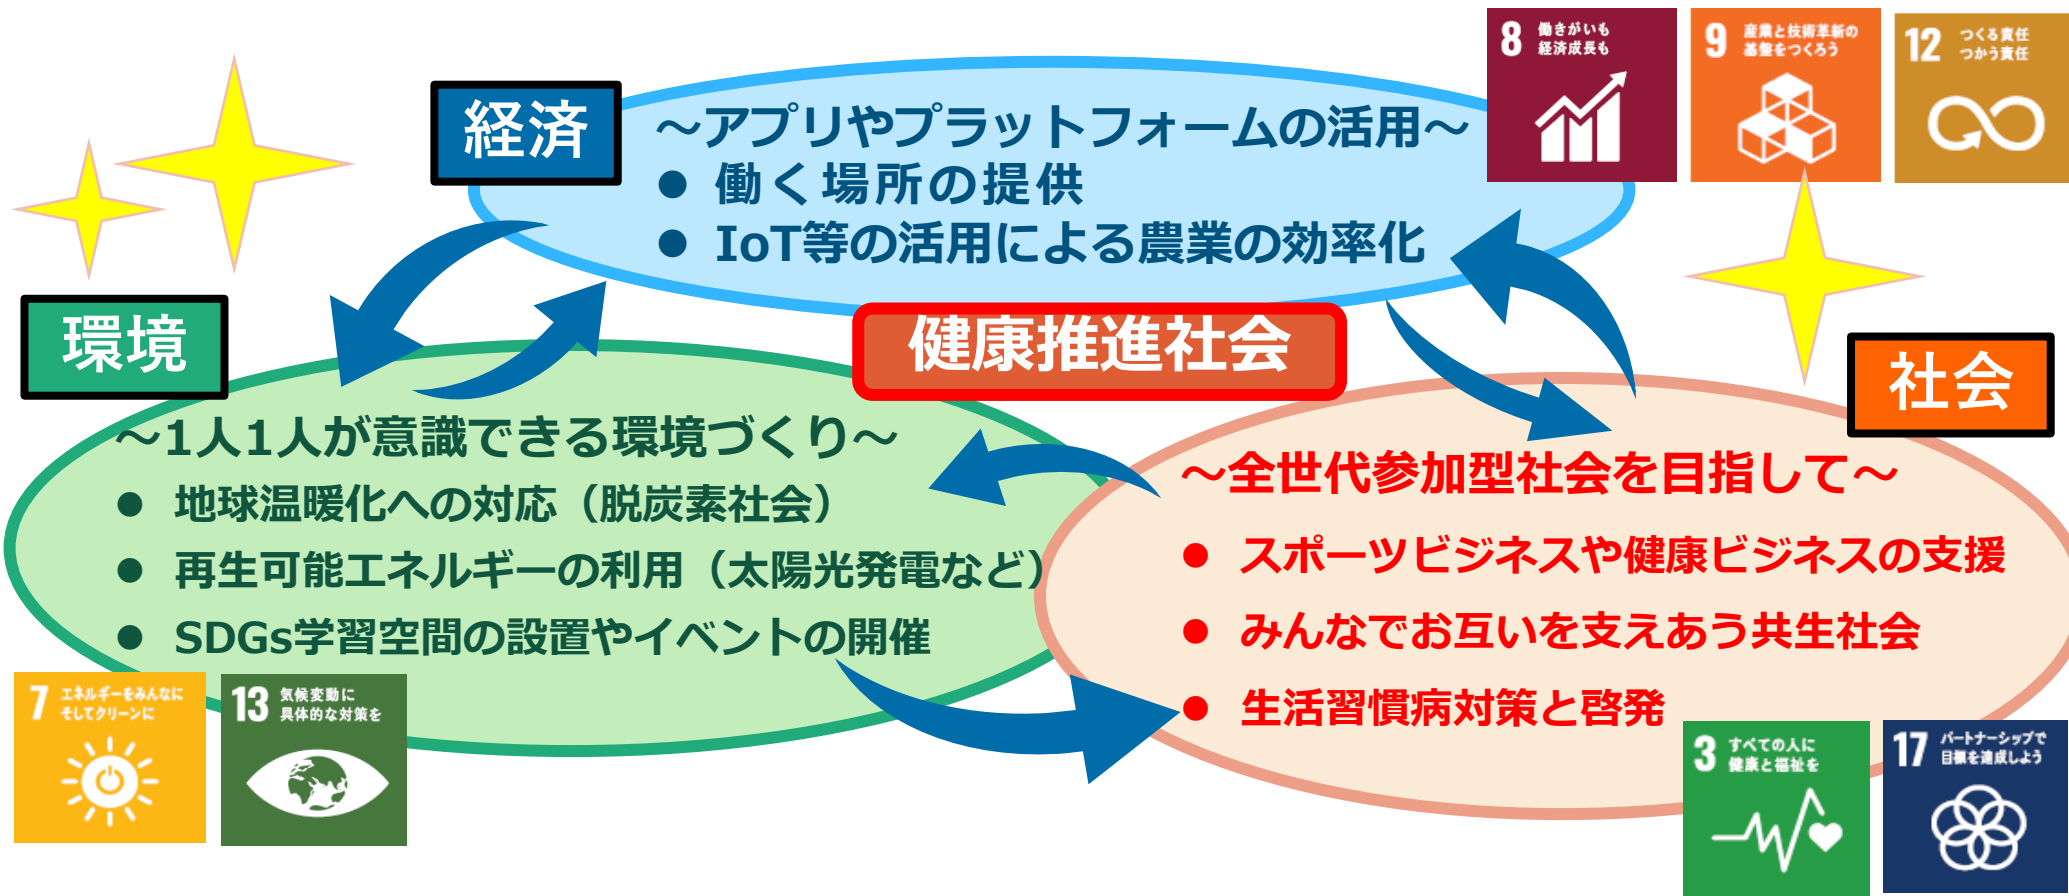 8 働きがいも
経済成長も
9 産業と技術革新の
基盤をつくろう
12 つくる責任
つかう責任
経済
～アプリやプラットフォームの活用～
● 働く場所の提供
● IoT等の活用による農業の効率化
健康推進社会
環境
～1人1人が意識できる環境づくり～
● 地球温暖化への対応（脱炭素社会）
● 再生可能エネルギーの利用（太陽光発電など）
● SDGs学習空間の設置やイベントの開催
7 エネルギーをみんなに
そしてクリーンに
13 気候変動に
具体的な対策を
社会
～全世代参加型社会を目指して～
● スポーツビジネスや健康ビジネスの支援
● みんなでお互いを支えあう共生社会
● 生活習慣病対策と啓発
3 すべての人に
健康と福祉を
17 パートナーシップで
目標を達成しよう